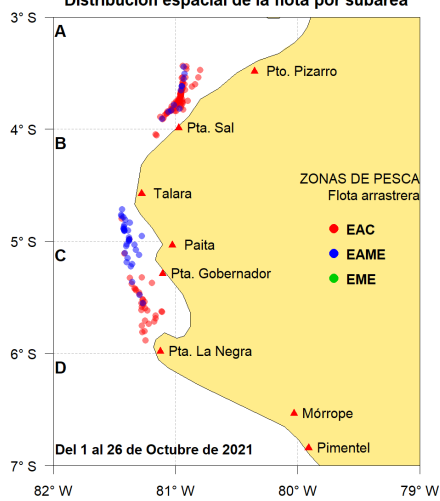 Distribución espacial de la flota por subárea
3° S
A
Pto. Pizarro
Pta. Sal
4° S
B
ZONAS DE PESCA
Flota arrastrera
Talara
EAC
5° S
Paita
C
EAME
Pta. Gobernador
EME
6° S
Pta. La Negra
D
Mórrope
Del 1 al 26 de Octubre de 2021
Pimentel
7° S
82° W
81° W
80° W
79° W